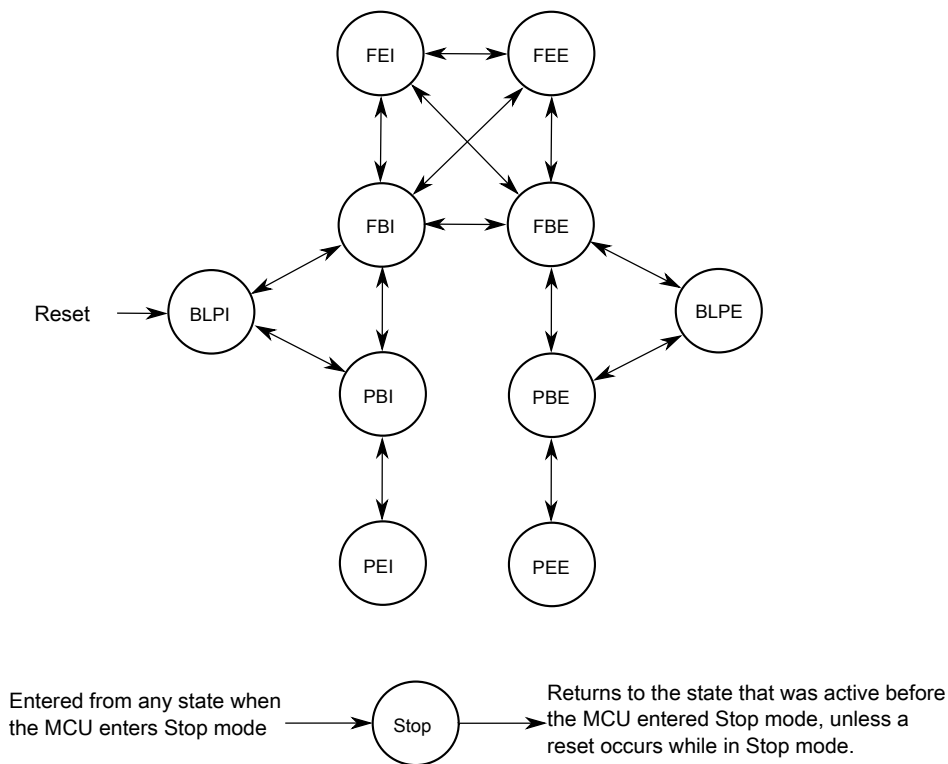 FEI
FEE
FBI
FBE
Reset
BLPI
BLPE
PBI
PBE
PEI
PEE
Entered from any state when
the MCU enters Stop mode
Stop
Returns to the state that was active before
the MCU entered Stop mode, unless a
reset occurs while in Stop mode.